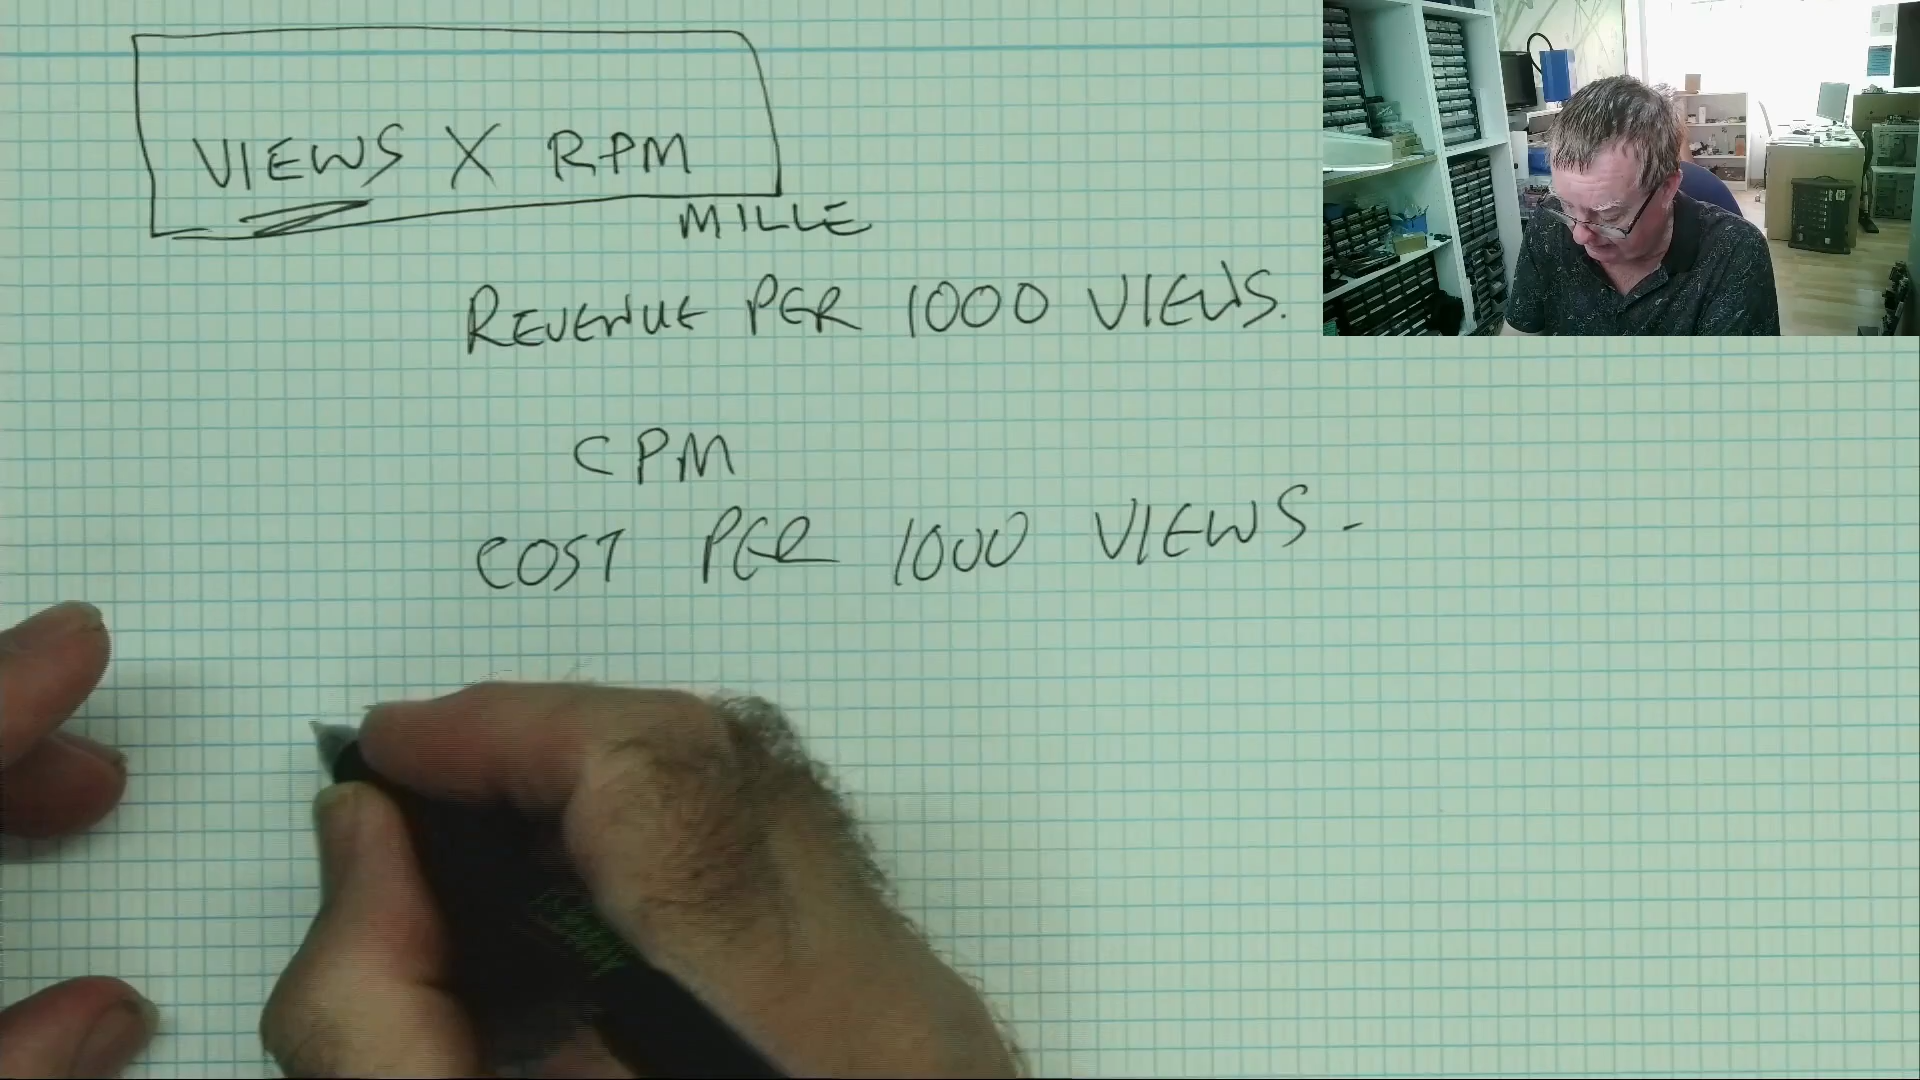 VIEWS X RPM
MILLE
REVENUE PER 1000 VIEWS.
CPM
COST PER 1000 VIEWS -